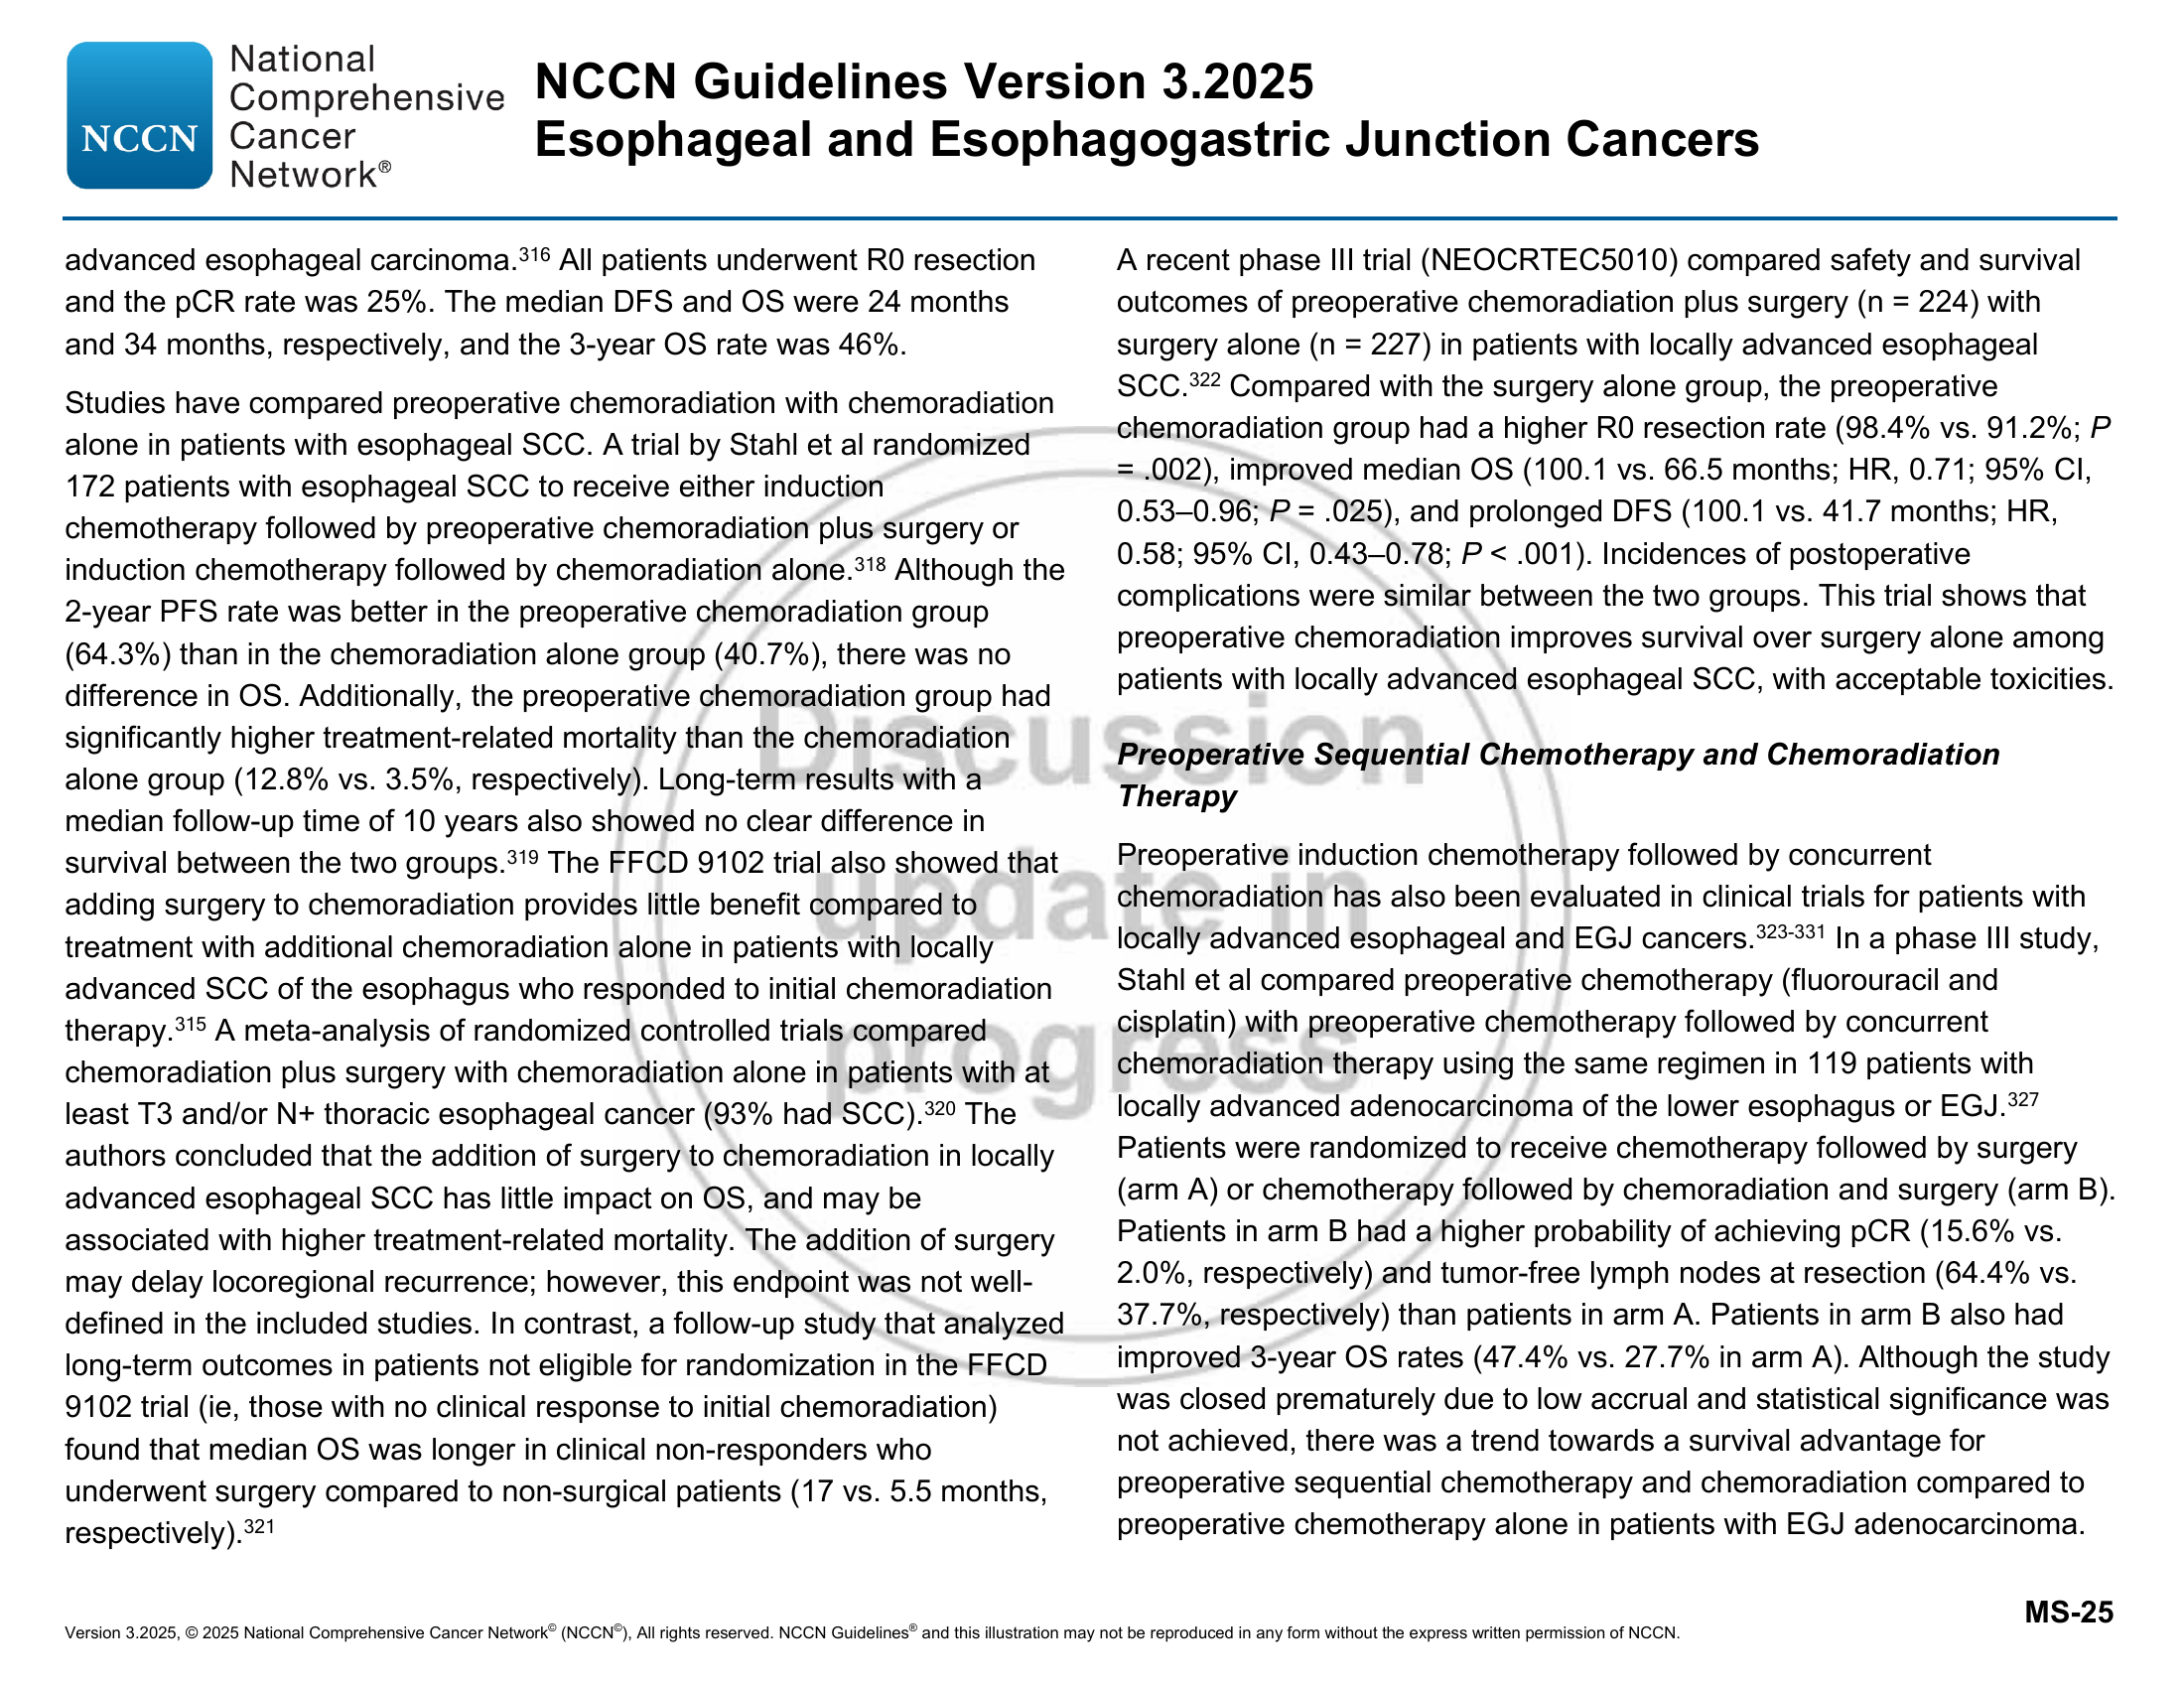 NCCN
National
Comprehensive
Cancer
Network®
NCCN Guidelines Version 3.2025
Esophageal and Esophagogastric Junction Cancers
advanced esophageal carcinoma.316 All patients underwent R0 resection
and the pCR rate was 25%. The median DFS and OS were 24 months
and 34 months, respectively, and the 3-year OS rate was 46%.
Studies have compared preoperative chemoradiation with chemoradiation
alone in patients with esophageal SCC. A trial by Stahl et al randomized
172 patients with esophageal SCC to receive either induction
chemotherapy followed by preoperative chemoradiation plus surgery or
induction chemotherapy followed by chemoradiation alone.318 Although the
2-year PFS rate was better in the preoperative chemoradiation group
(64.3%) than in the chemoradiation alone group (40.7%), there was no
difference in OS. Additionally, the preoperative chemoradiation group had
significantly higher treatment-related mortality than the chemoradiation
alone group (12.8% vs. 3.5%, respectively). Long-term results with a
median follow-up time of 10 years also showed no clear difference in
survival between the two groups.319 The FFCD 9102 trial also showed that
adding surgery to chemoradiation provides little benefit compared to
treatment with additional chemoradiation alone in patients with locally
advanced SCC of the esophagus who responded to initial chemoradiation
therapy.315 A meta-analysis of randomized controlled trials compared
chemoradiation plus surgery with chemoradiation alone in patients with at
least T3 and/or N+ thoracic esophageal cancer (93% had SCC).320 The
authors concluded that the addition of surgery to chemoradiation in locally
advanced esophageal SCC has little impact on OS, and may be
associated with higher treatment-related mortality. The addition of surgery
may delay locoregional recurrence; however, this endpoint was not well-
defined in the included studies. In contrast, a follow-up study that analyzed
long-term outcomes in patients not eligible for randomization in the FFCD
9102 trial (ie, those with no clinical response to initial chemoradiation)
found that median OS was longer in clinical non-responders who
underwent surgery compared to non-surgical patients (17 vs. 5.5 months,
respectively).321
A recent phase III trial (NEOCRTEC5010) compared safety and survival
outcomes of preoperative chemoradiation plus surgery (n = 224) with
surgery alone (n = 227) in patients with locally advanced esophageal
SCC.322 Compared with the surgery alone group, the preoperative
chemoradiation group had a higher R0 resection rate (98.4% vs. 91.2%; P
= .002), improved median OS (100.1 vs. 66.5 months; HR, 0.71; 95% CI,
0.53–0.96; P = .025), and prolonged DFS (100.1 vs. 41.7 months; HR,
0.58; 95% CI, 0.43–0.78; P < .001). Incidences of postoperative
complications were similar between the two groups. This trial shows that
preoperative chemoradiation improves survival over surgery alone among
patients with locally advanced esophageal SCC, with acceptable toxicities.
Preoperative Sequential Chemotherapy and Chemoradiation
Therapy
Preoperative induction chemotherapy followed by concurrent
chemoradiation has also been evaluated in clinical trials for patients with
locally advanced esophageal and EGJ cancers.323-331 In a phase III study,
Stahl et al compared preoperative chemotherapy (fluorouracil and
cisplatin) with preoperative chemotherapy followed by concurrent
chemoradiation therapy using the same regimen in 119 patients with
locally advanced adenocarcinoma of the lower esophagus or EGJ.327
Patients were randomized to receive chemotherapy followed by surgery
(arm A) or chemotherapy followed by chemoradiation and surgery (arm B).
Patients in arm B had a higher probability of achieving pCR (15.6% vs.
2.0%, respectively) and tumor-free lymph nodes at resection (64.4% vs.
37.7%, respectively) than patients in arm A. Patients in arm B also had
improved 3-year OS rates (47.4% vs. 27.7% in arm A). Although the study
was closed prematurely due to low accrual and statistical significance was
not achieved, there was a trend towards a survival advantage for
preoperative sequential chemotherapy and chemoradiation compared to
preoperative chemotherapy alone in patients with EGJ adenocarcinoma.
Discussion
update in
progress
MS-25
Version 3.2025, © 2025 National Comprehensive Cancer Network© (NCCN©), All rights reserved. NCCN Guidelines® and this illustration may not be reproduced in any form without the express written permission of NCCN.